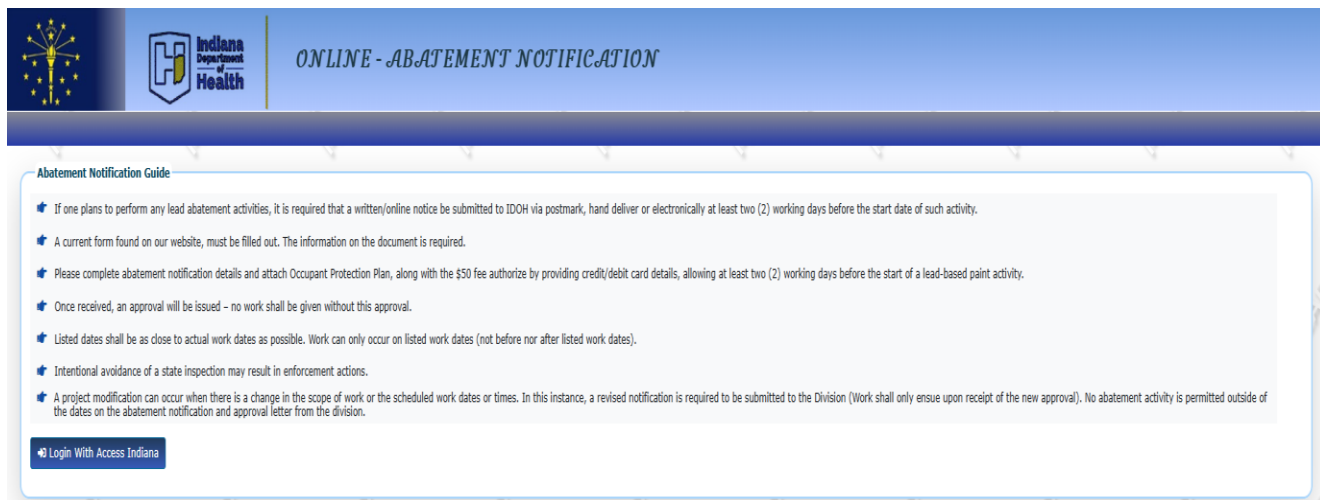 Indiana
Department
of
Health
ONLINE - ABATEMENT NOTIFICATION
Abatement Notification Guide
If one plans to perform any lead abatement activities, it is required that a written/online notice be submitted to IDOH via postmark, hand deliver or electronically at least two (2) working days before the start date of such activity.
A current form found on our website, must be filled out. The information on the document is required.
Please complete abatement notification details and attach Occupant Protection Plan, along with the $50 fee authorize by providing credit/debit card details, allowing at least two (2) working days before the start of a lead-based paint activity.
Once received, an approval will be issued – no work shall be given without this approval.
Listed dates shall be as close to actual work dates as possible. Work can only occur on listed work dates (not before nor after listed work dates).
Intentional avoidance of a state inspection may result in enforcement actions.
A project modification can occur when there is a change in the scope of work or the scheduled work dates or times. In this instance, a revised notification is required to be submitted to the Division (Work shall only ensue upon receipt of the new approval). No abatement activity is permitted outside of
the dates on the abatement notification and approval letter from the division.
Login With Access Indiana